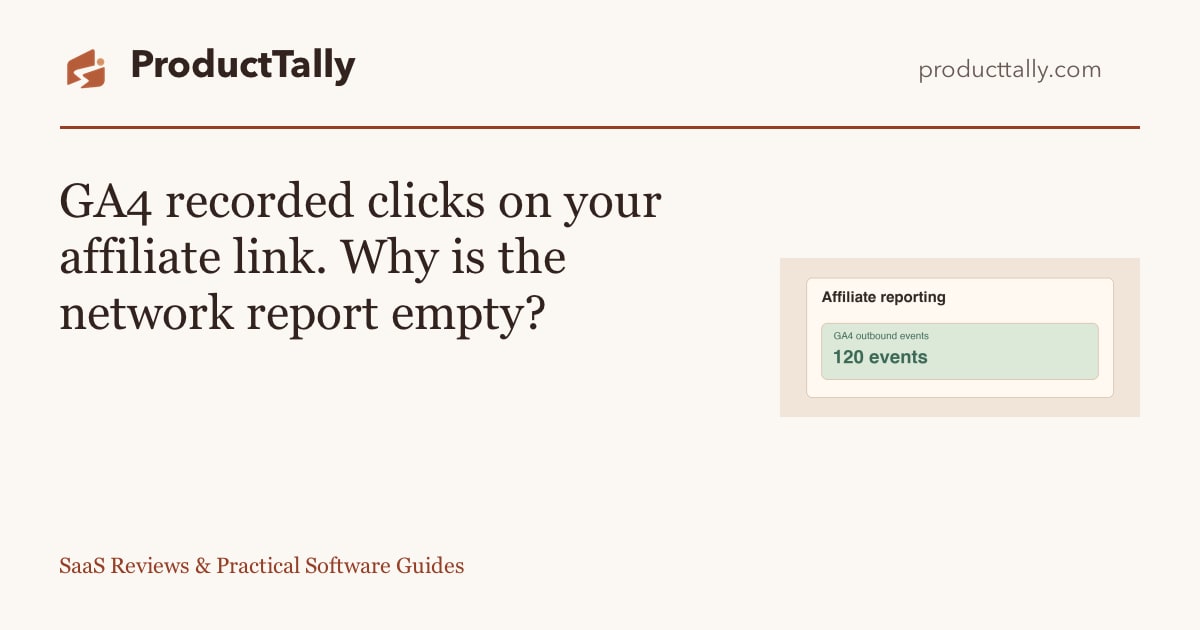 ProductTally
producttally.com
GA4 recorded clicks on your
affiliate link. Why is the
network report empty?
Affiliate reporting
GA4 outbound events
120 events
SaaS Reviews & Practical Software Guides